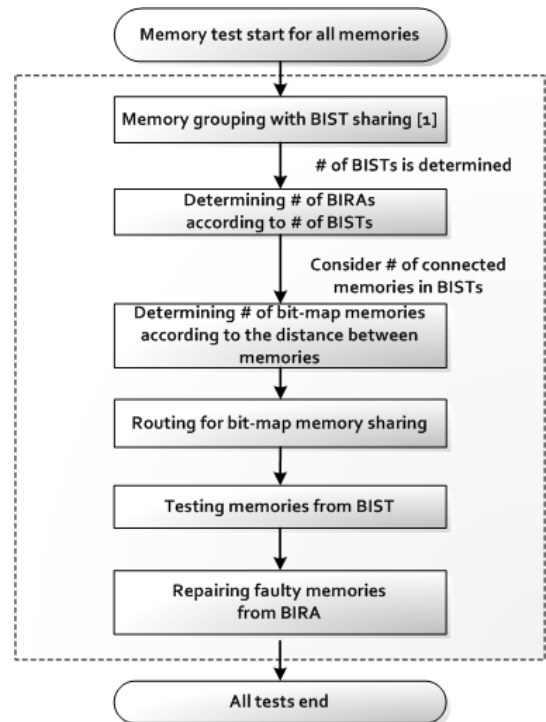 Memory test start for all memories
Memory grouping with BIST sharing [1]
# of BISTs is determined
Determining # of BIRAs
according to # of BISTs
Consider # of connected
memories in BISTs
Determining # of bit-map memories
according to the distance between
memories
Routing for bit-map memory sharing
Testing memories from BIST
Repairing faulty memories
from BIRA
All tests end